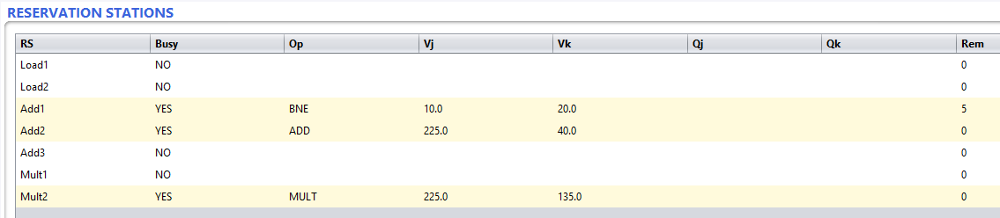 RESERVATION STATIONS
RS Busy Op Vj Vk Qj Qk Rem
Load1 NO 0
Load2 NO 0
Add1 YES BNE 10.0 20.0 5
Add2 YES ADD 225.0 40.0 0
Add3 NO 0
Mult1 NO 0
Mult2 YES MULT 225.0 135.0 0